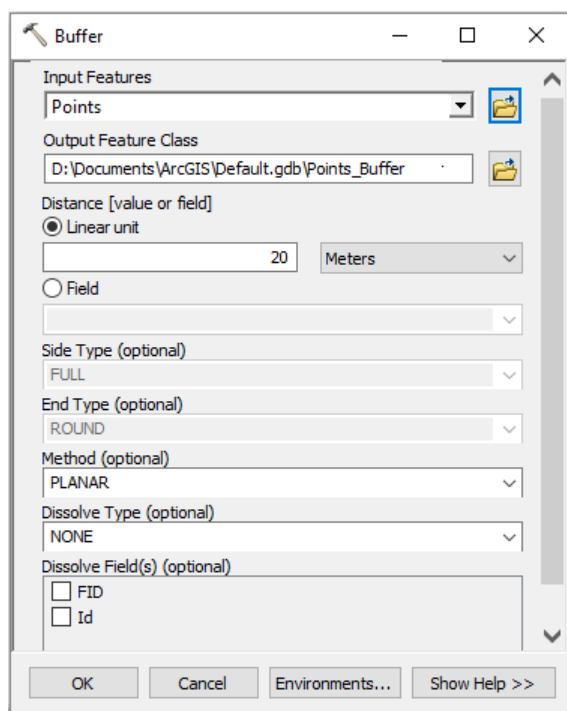 Buffer
Input Features
Points
Output Feature Class
D:\Documents\ArcGIS\Default.gdb\Points_Buffer
Distance [value or field]
Linear unit
20 Meters
Field
Side Type (optional)
FULL
End Type (optional)
ROUND
Method (optional)
PLANAR
Dissolve Type (optional)
NONE
Dissolve Field(s) (optional)
FID
Id
OK Cancel Environments... Show Help >>